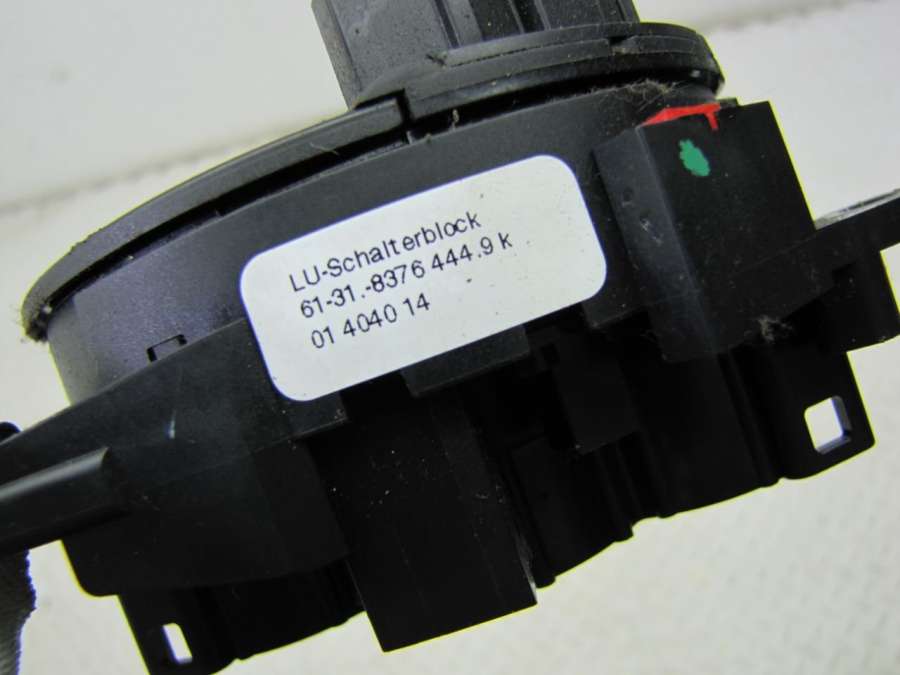 LU-Schalterblock
61-31.-8376 444.9 k
01 4040 14